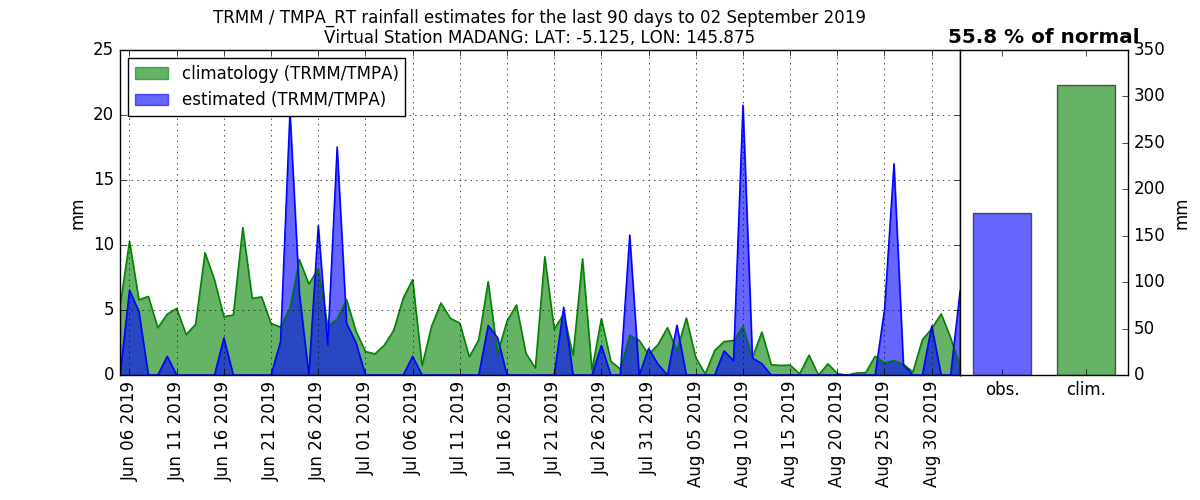 TRMM / TMPA_RT rainfall estimates for the last 90 days to 02 September 2019
Virtual Station MADANG: LAT: -5.125, LON: 145.875
55.8 % of normal
climatology (TRMM/TMPA)
estimated (TRMM/TMPA)
25
20
15
10
5
0
mm
Jun 06 2019
Jun 11 2019
Jun 16 2019
Jun 21 2019
Jun 26 2019
Jul 01 2019
Jul 06 2019
Jul 11 2019
Jul 16 2019
Jul 21 2019
Jul 26 2019
Jul 31 2019
Aug 05 2019
Aug 10 2019
Aug 15 2019
Aug 20 2019
Aug 25 2019
Aug 30 2019
obs.
clim.
350
300
250
200
150
100
50
0
mm